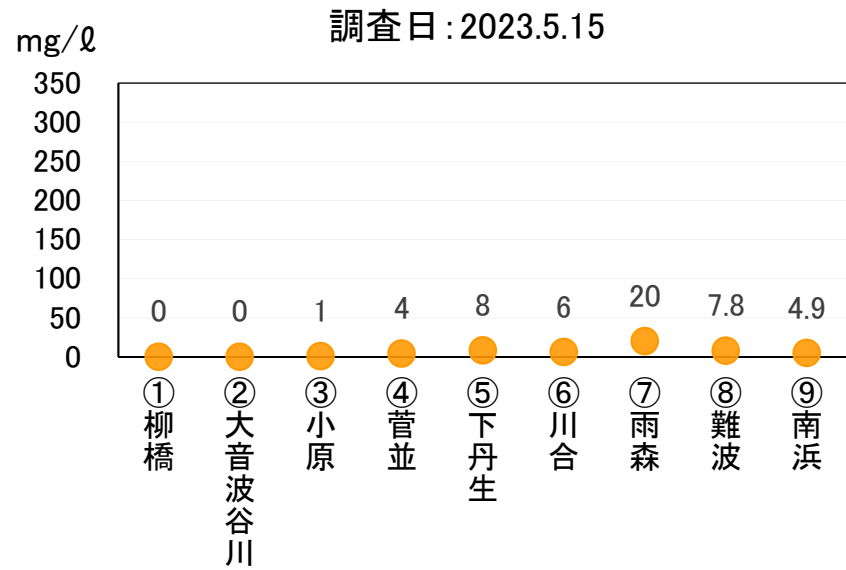 調査日:2023.5.15
mg/ℓ
350
300
250
200
150
100
50
0
0 0 1 4 8 6 20 7.8 4.9
①柳橋
②大音波谷川
③小原
④菅並
⑤下丹生
⑥川合
⑦雨森
⑧難波
⑨南浜